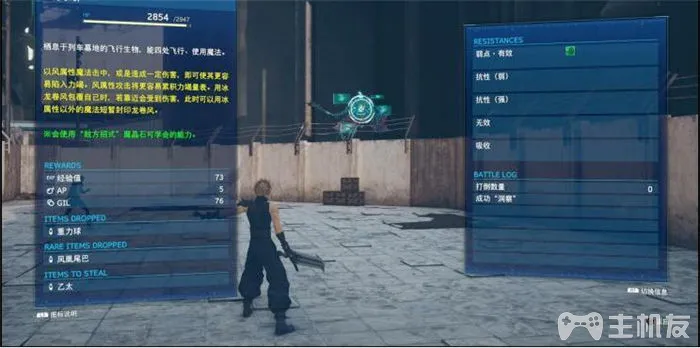 HP
2854 /2947
栖息于列车墓地的飞行生物，能四处飞行、使用魔法。
以风属性魔法击中，或是造成一定伤害，即可使其更容
易陷入力竭。风属性攻击将更容易累积力竭量表。用冰
龙卷风包覆自己时，若靠近会受到伤害，此时可以用冰
属性以外的魔法短暂封印龙卷风。
※会使用“敌方招式”魔晶石可学会的能力。
REWARDS
EXP 经验值 73
AP 5
GIL 76
ITEMS DROPPED
重力球
RARE ITEMS DROPPED
凤凰尾巴
ITEMS TO STEAL
乙太
图标说明
RESISTANCES
弱点·有效
抗性（弱）
抗性（强）
无效
吸收
BATTLE LOG
打倒数量 0
成功“洞察”
切换信息
主机友